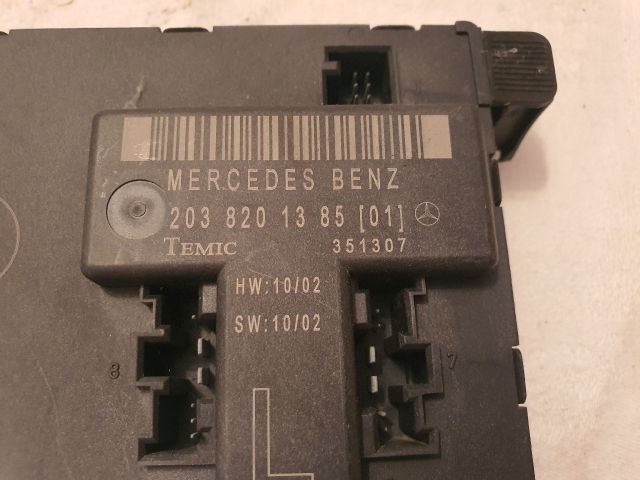 MERCEDES BENZ
203 820 13 85 [01]
TEMIC 351307
HW:10/02
SW:10/02
8 7
L